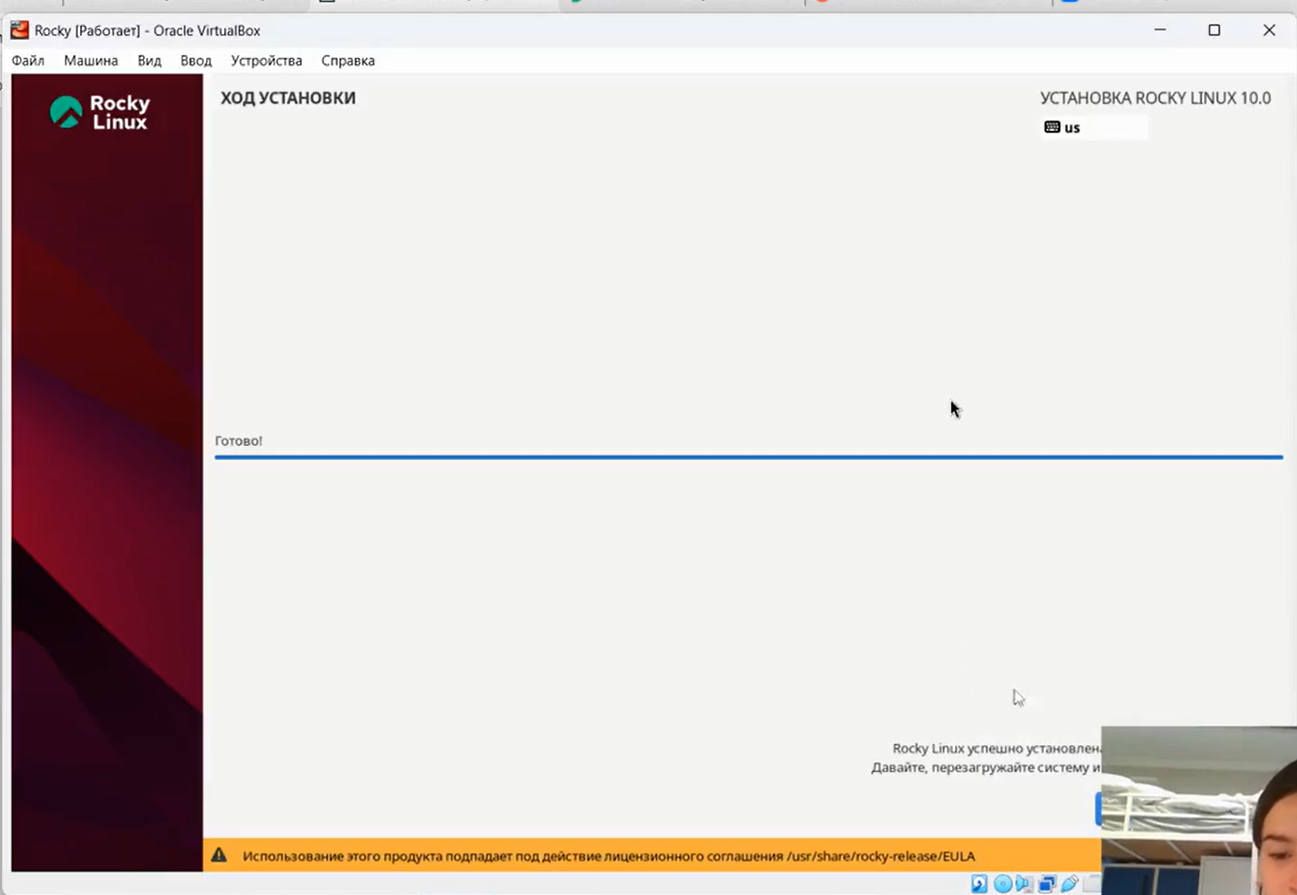 Rocky [Работает] - Oracle VirtualBox
Файл Машина Вид Ввод Устройства Справка
Rocky
Linux
ХОД УСТАНОВКИ
УСТАНОВКА ROCKY LINUX 10.0
us
Готово!
Rocky Linux успешно установлена
Давайте, перезагружайте систему и
Использование этого продукта подпадает под действие лицензионного соглашения /usr/share/rocky-release/EULA